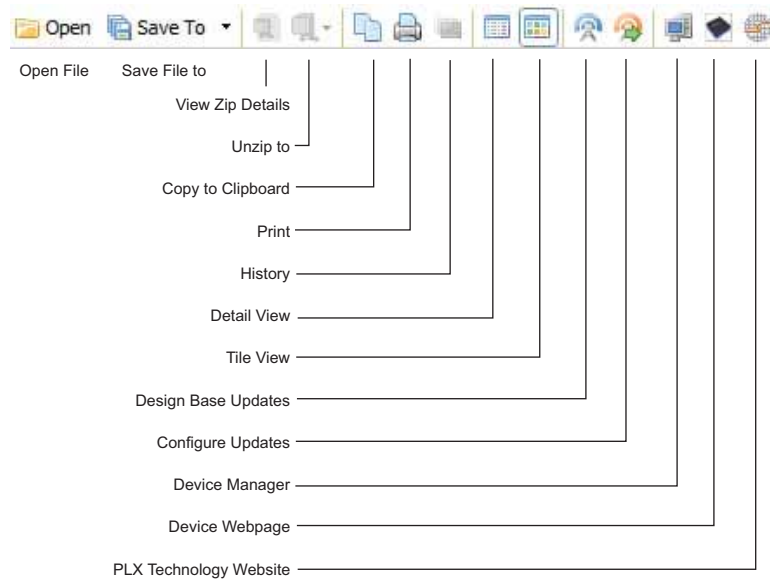 Open Save To
Open File Save File to
View Zip Details
Unzip to
Copy to Clipboard
Print
History
Detail View
Tile View
Design Base Updates
Configure Updates
Device Manager
Device Webpage
PLX Technology Website